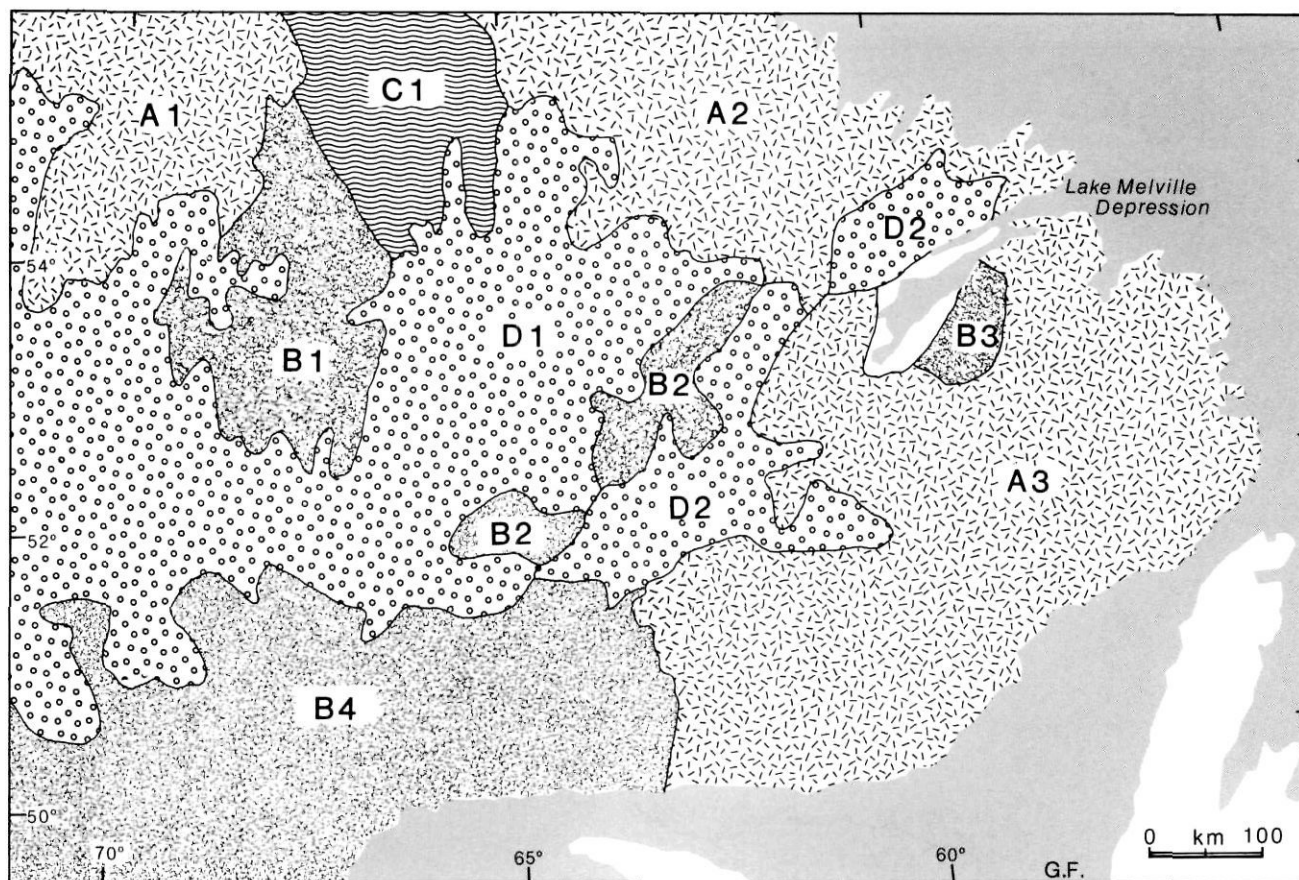 C1
A1
A2
Lake Melville
Depression
D2
54
D1
B3
B1
B2
A3
D2
B2
52
B4
50°
0 km 100
70°
65°
60°
G.F.